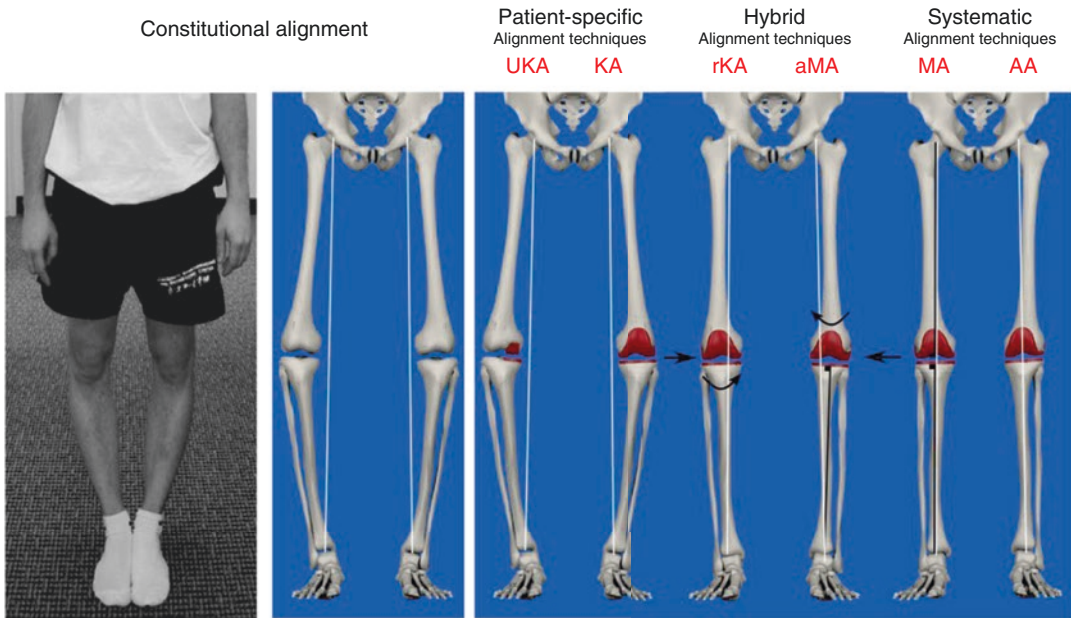 Constitutional alignment
Patient-specific
Alignment techniques
UKA KA
Hybrid
Alignment techniques
rKA aMA
Systematic
Alignment techniques
MA AA